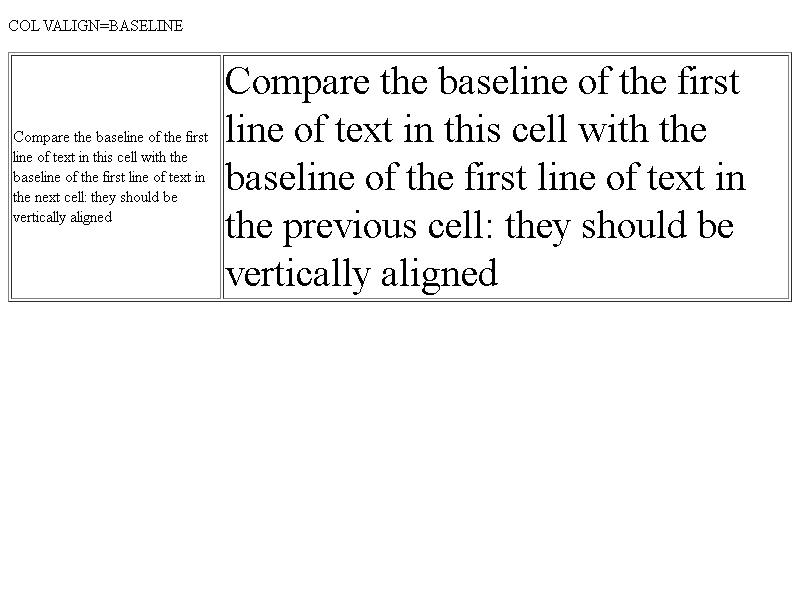 COL VALIGN=BASELINE
Compare the baseline of the first
line of text in this cell with the
baseline of the first line of text in
the next cell: they should be
vertically aligned
Compare the baseline of the first
line of text in this cell with the
baseline of the first line of text in
the previous cell: they should be
vertically aligned